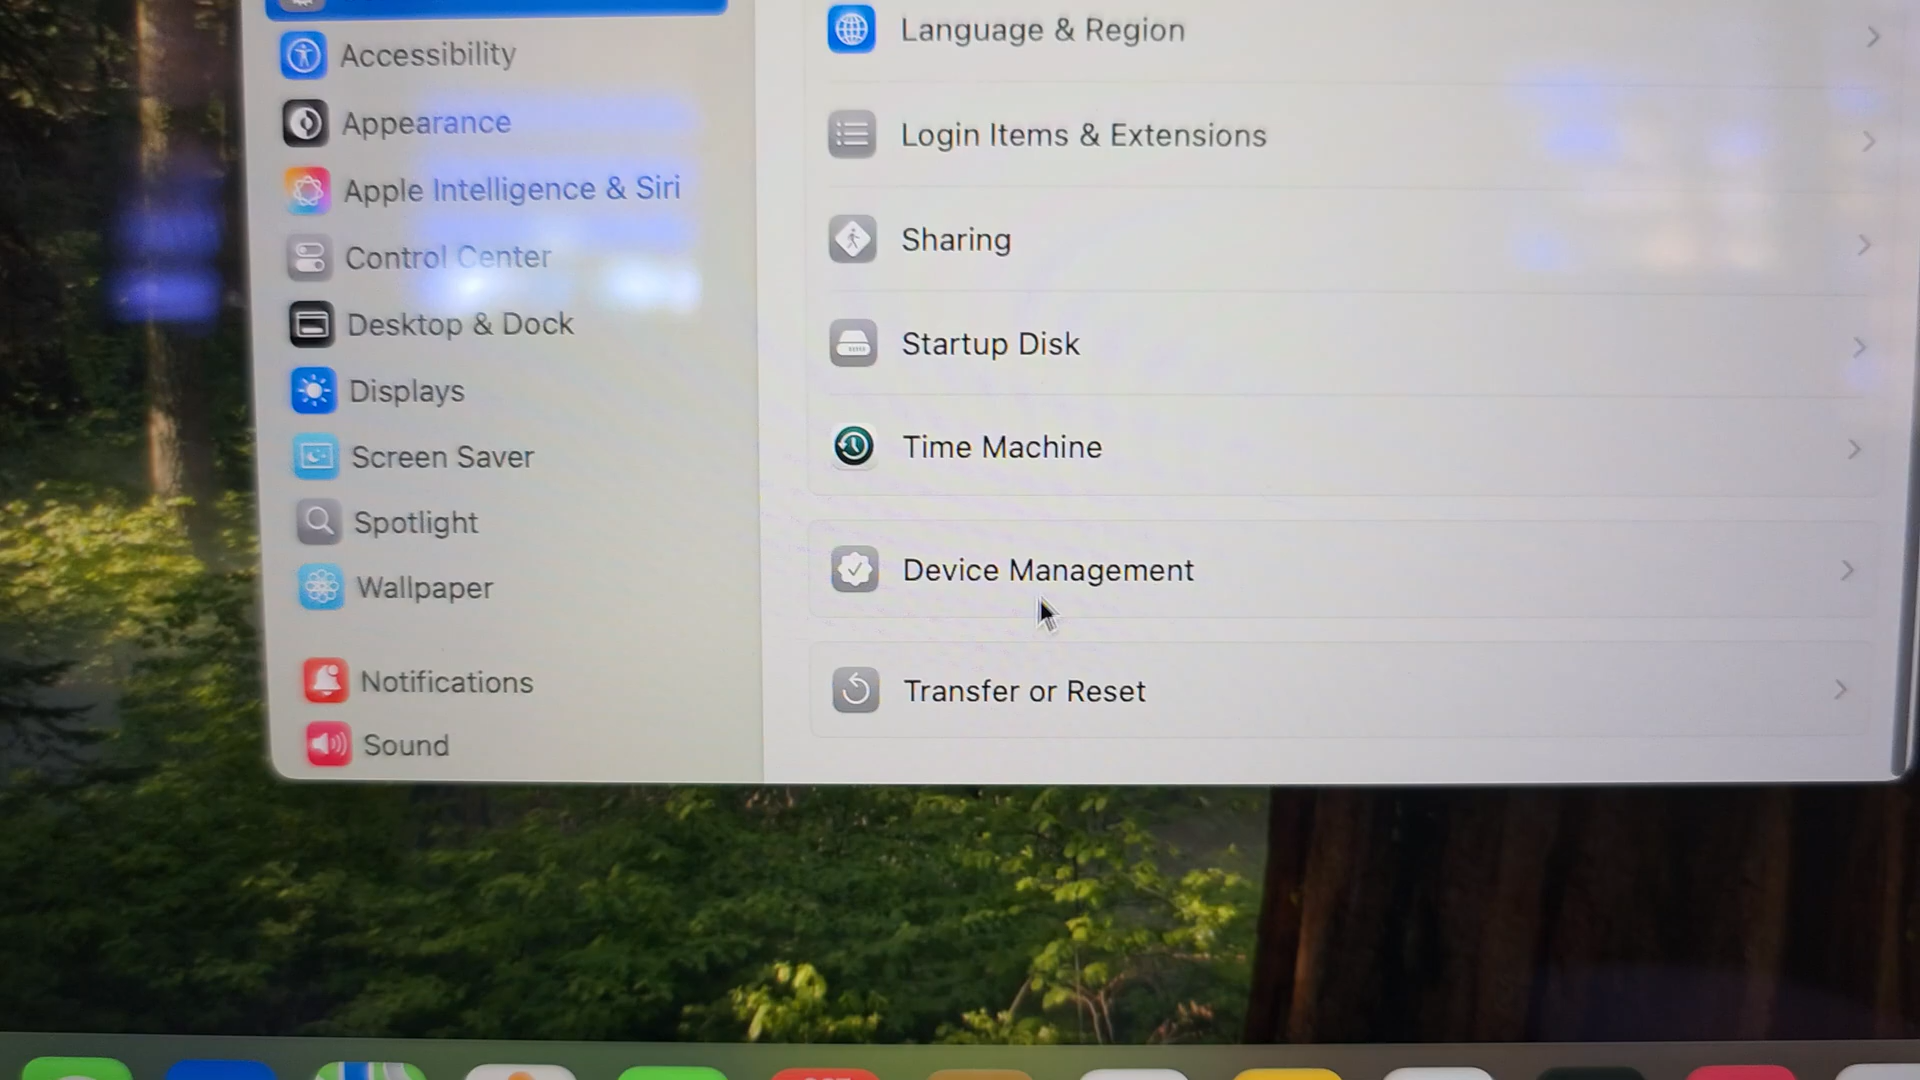 Accessibility
Appearance
Apple Intelligence & Siri
Control Center
Desktop & Dock
Displays
Screen Saver
Spotlight
Wallpaper
Notifications
Sound
Language & Region
Login Items & Extensions
Sharing
Startup Disk
Time Machine
Device Management
Transfer or Reset